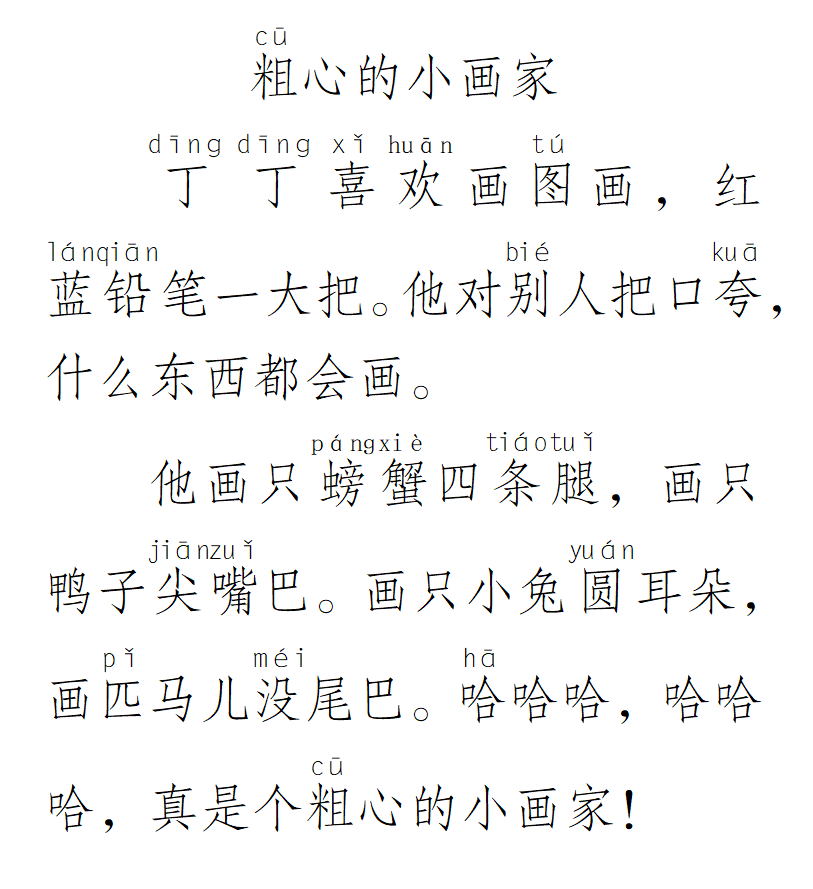 cū
粗心的小画家
dīng dīng xǐ huān tú
丁丁喜欢画图画，红
lánqiān bié kuā
蓝铅笔一大把。他对别人把口夸，
什么东西都会画。
pángxiè tiáotuǐ
他画只螃蟹四条腿，画只
jiānzuǐ yuán
鸭子尖嘴巴。画只小兔圆耳朵，
pǐ méi hā
画匹马儿没尾巴。哈哈哈，哈哈
cū
哈，真是个粗心的小画家！